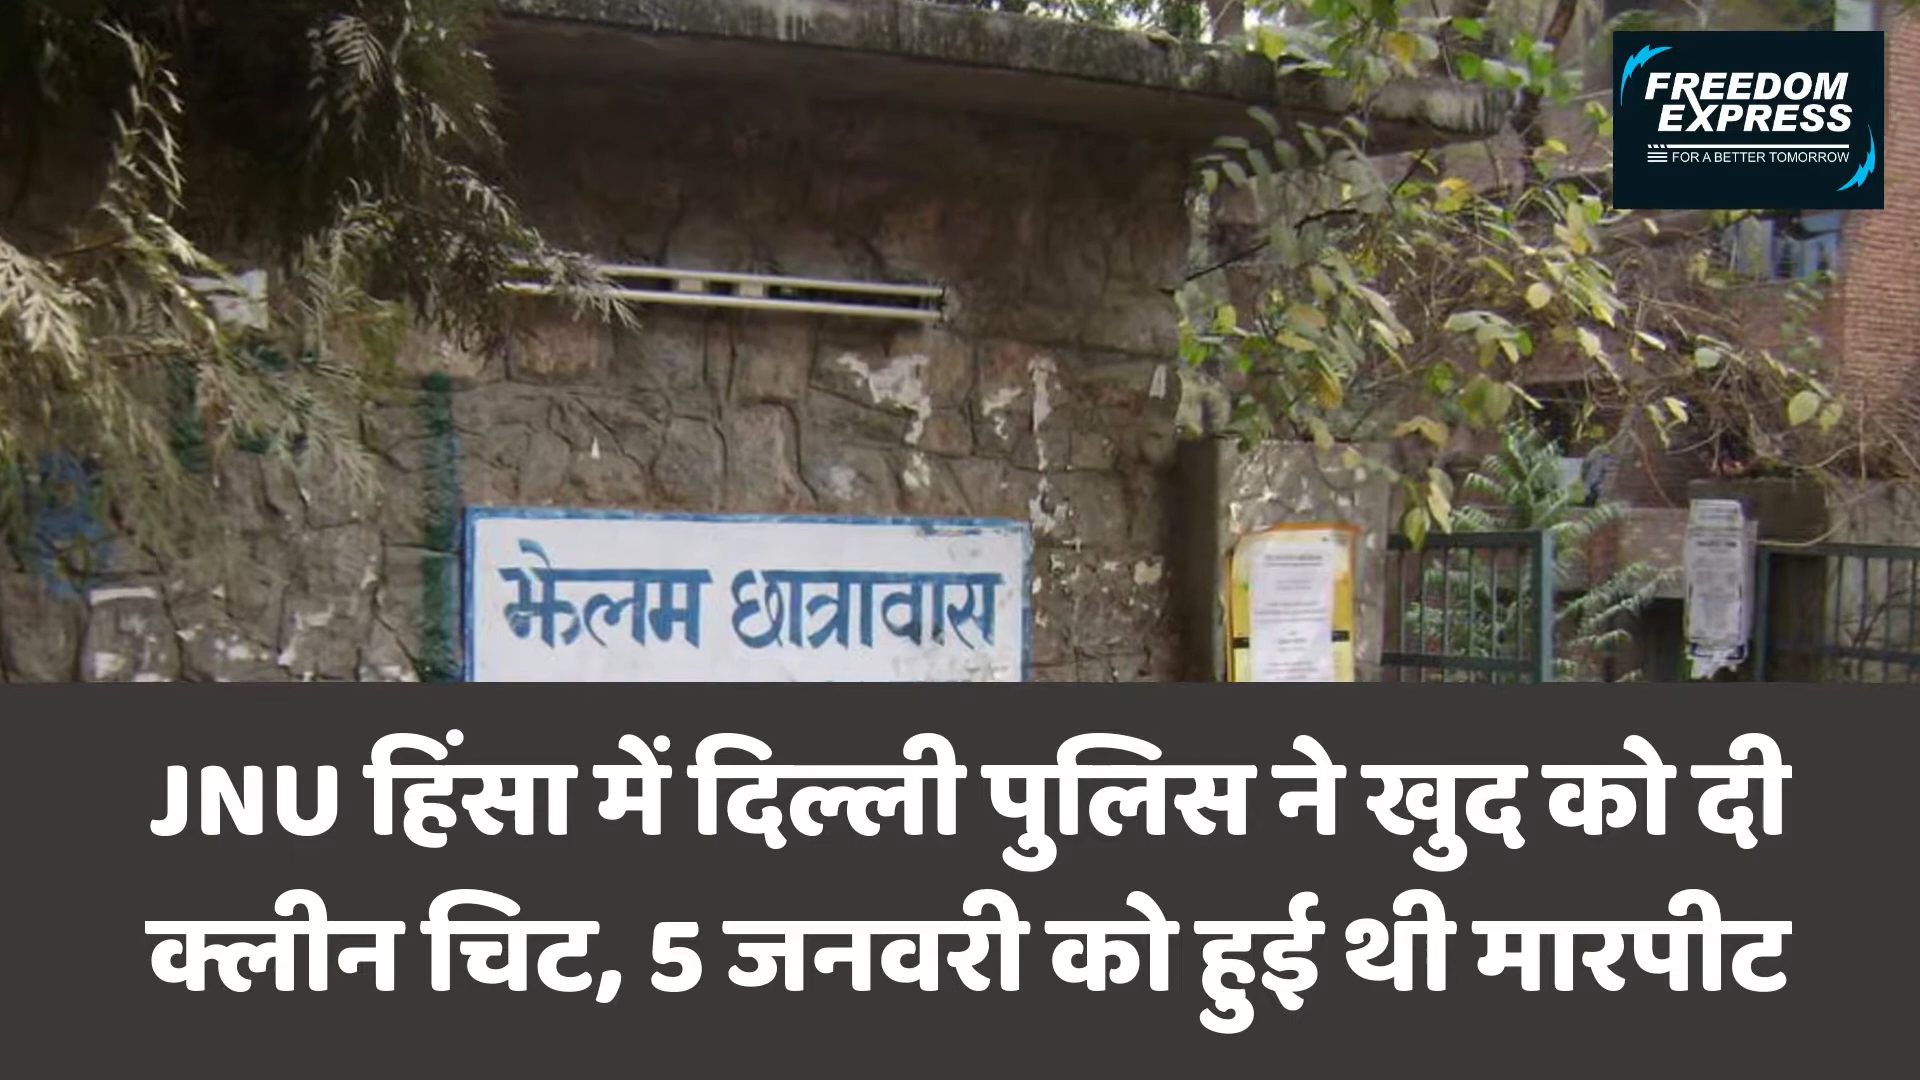 FREEDOM
EXPRESS
FOR A BETTER TOMORROW
झेलम छात्रावास
JNU हिंसा में दिल्ली पुलिस ने खुद को दी
क्लीन चिट, 5 जनवरी को हुई थी मारपीट